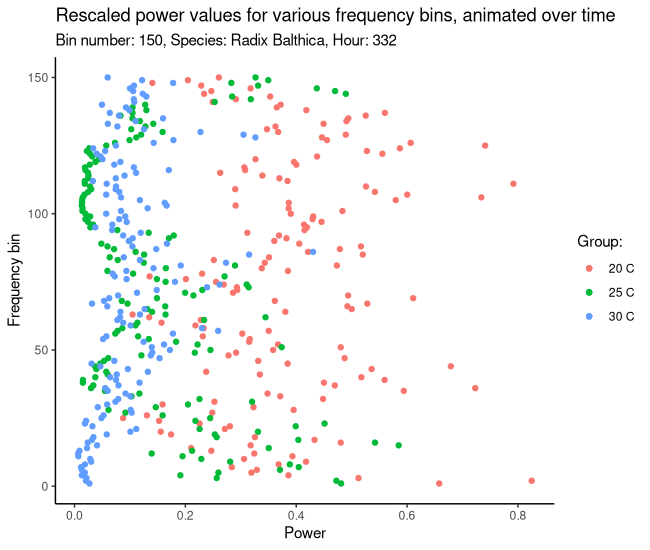 Rescaled power values for various frequency bins, animated over time
Bin number: 150, Species: Radix Balthica, Hour: 332
150
100
50
0
Frequency bin
0.0 0.2 0.4 0.6 0.8
Power
Group:
20 C
25 C
30 C